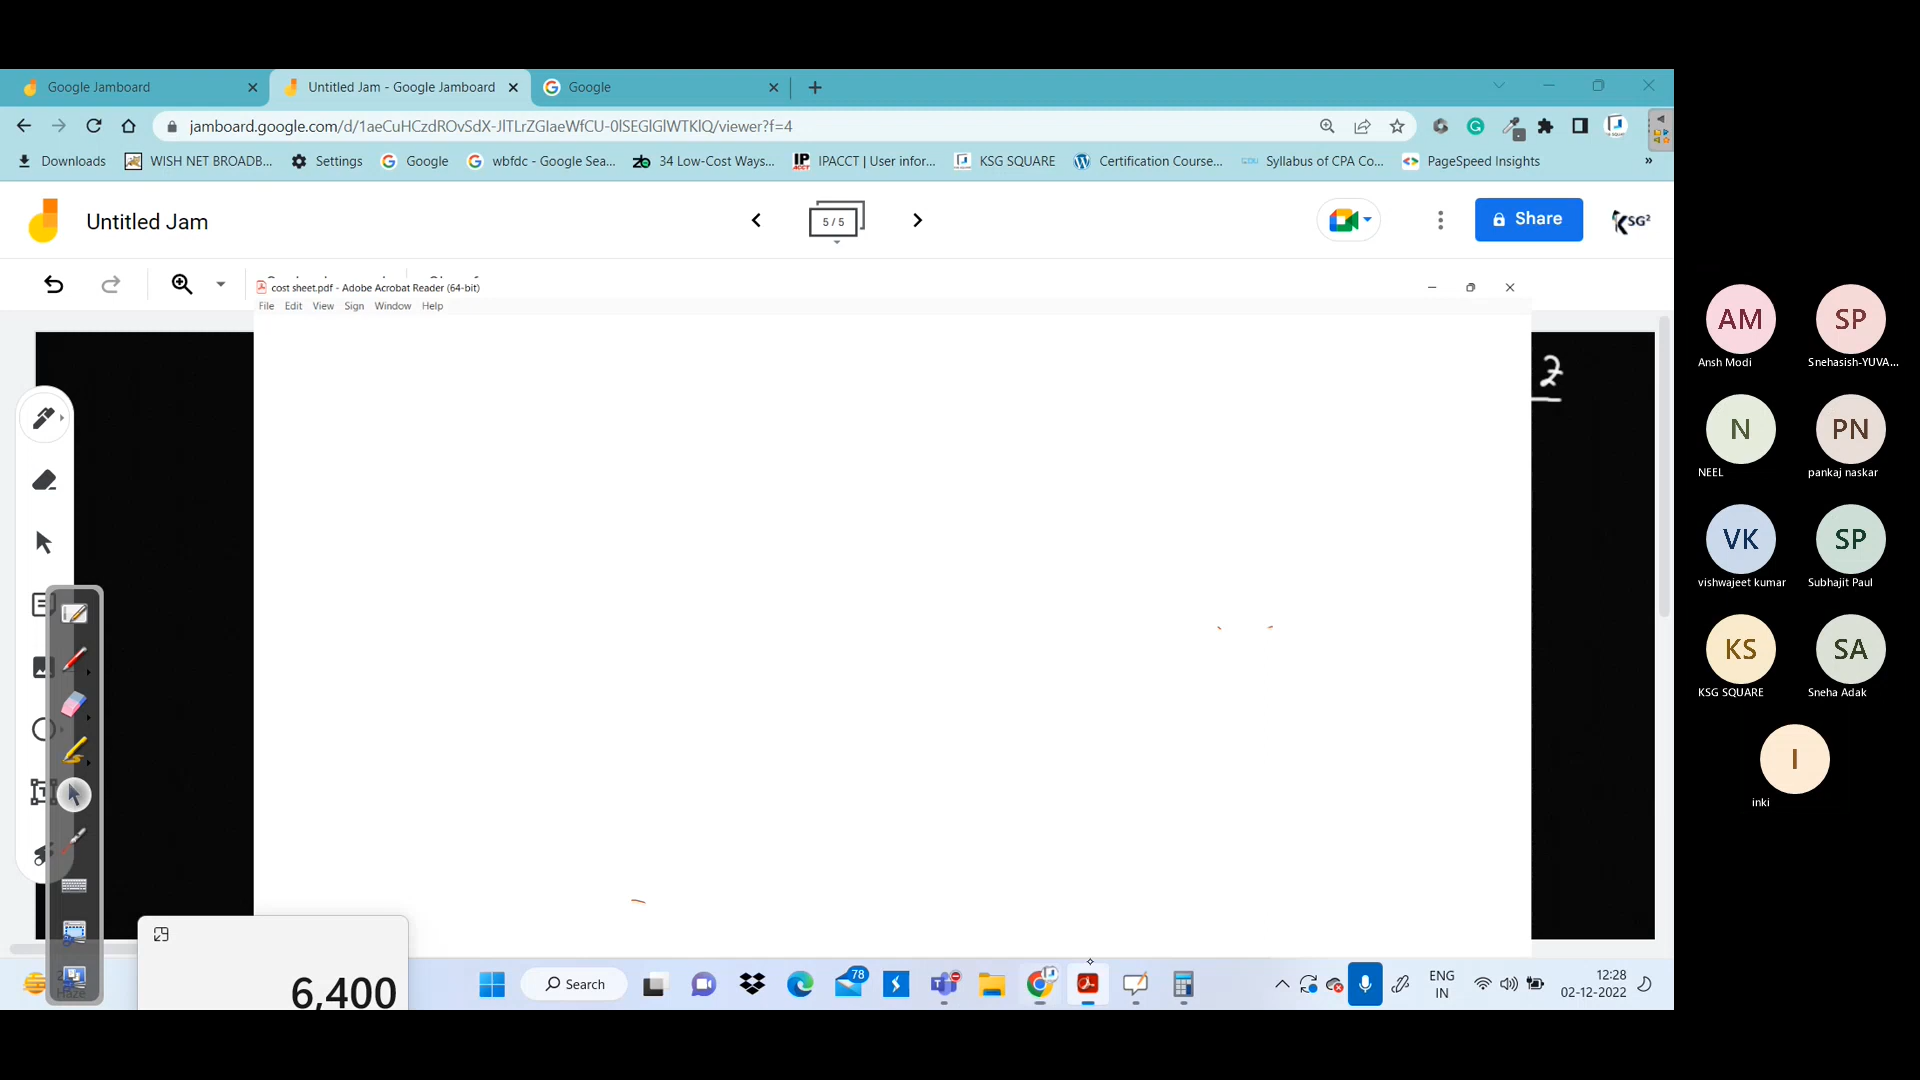 Google Jamboard
Untitled Jam - Google Jamboard
Google
jamboard.google.com/d/1aeCuHCzdROvSdX-JlTLrZGIaeWfCU-0lSEGlGlWTKlQ/viewer?f=4
Downloads
WISH NET BROADB...
Settings
Google
wbfdc - Google Sea...
34 Low-Cost Ways...
IPACCT | User infor...
KSG SQUARE
Certification Course...
Syllabus of CPA Co...
PageSpeed Insights
»
Untitled Jam
5 / 5
Share
KSG²
cost sheet.pdf - Adobe Acrobat Reader (64-bit)
File Edit View Sign Window Help
2
AM
Ansh Modi
SP
Snehasish-YUVA...
N
NEEL
PN
pankaj naskar
VK
vishwajeet kumar
SP
Subhajit Paul
KS
KSG SQUARE
SA
Sneha Adak
I
inki
6,400
Haze
Search
78
ENG
IN
12:28
02-12-2022